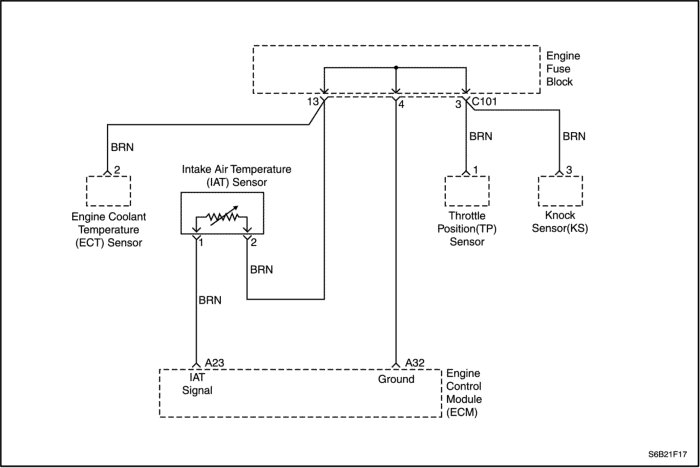 Engine
Fuse
Block
13
4
3
C101
BRN
BRN
BRN
2
Intake Air Temperature
(IAT) Sensor
1
3
Engine Coolant
Temperature
(ECT) Sensor
Throttle
Position(TP)
Sensor
Knock
Sensor(KS)
1
2
BRN
BRN
A23
A32
IAT
Signal
Ground
Engine
Control
Module
(ECM)
S6B21F17